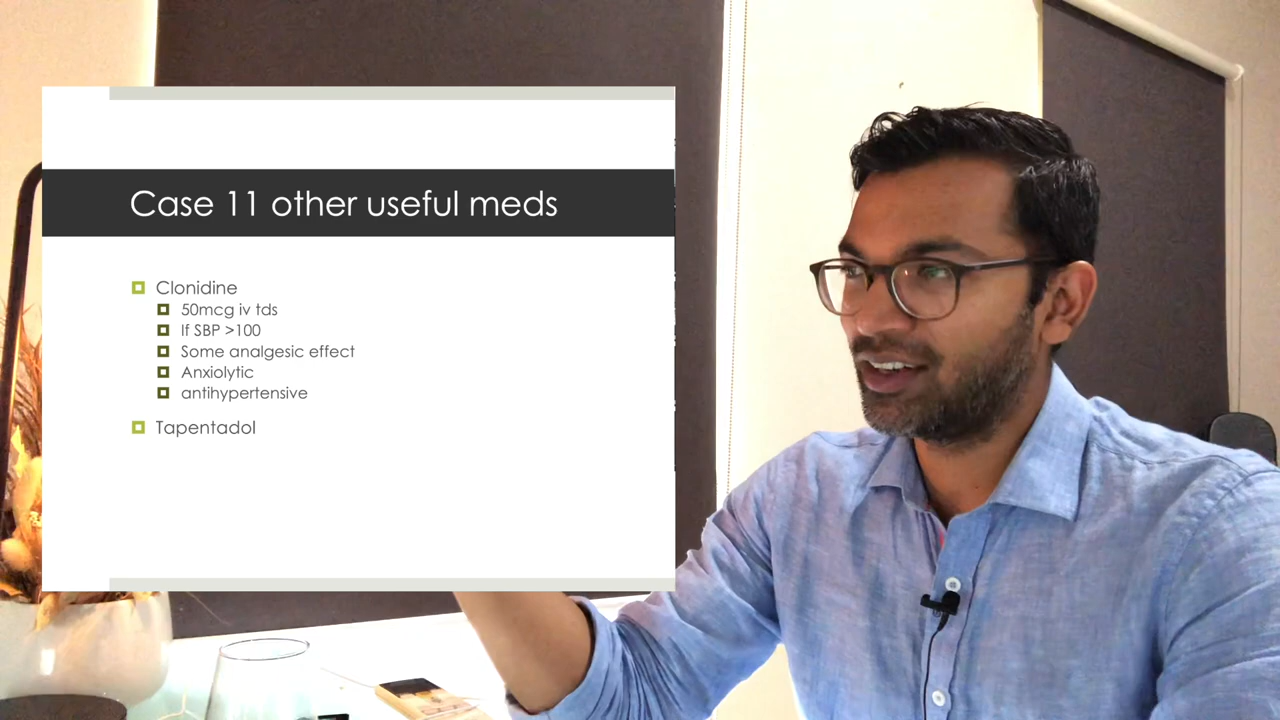 Case 11 other useful meds
Clonidine
50mcg iv tds
If SBP >100
Some analgesic effect
Anxiolytic
antihypertensive
Tapentadol